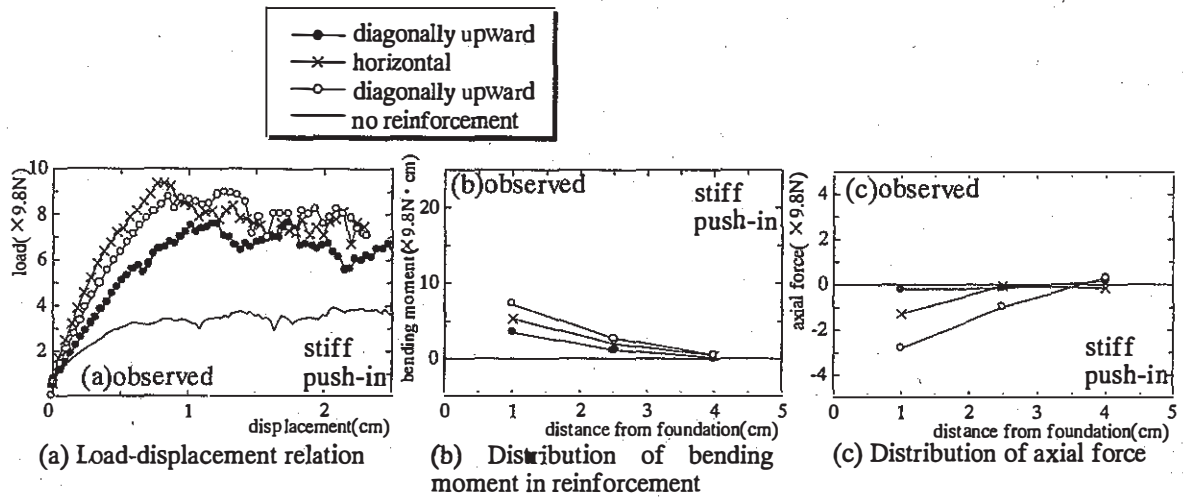 diagonally upward
horizontal
diagonally upward
no reinforcement
10
8
6
4
2
0
1
2
load(×9.8N)
displacement(cm)
(a)observed
stiff
push-in
(a) Load-displacement relation
20
10
0
0
1
2
3
4
5
bending moment(×9.8N・cm)
distance from foundation(cm)
(b)observed
stiff
push-in
(b) Distribution of bending
moment in reinforcement
4
2
0
-2
-4
0
1
2
3
4
5
axial force(×9.8N)
distance from foundation(cm)
(c)observed
stiff
push-in
(c) Distribution of axial force